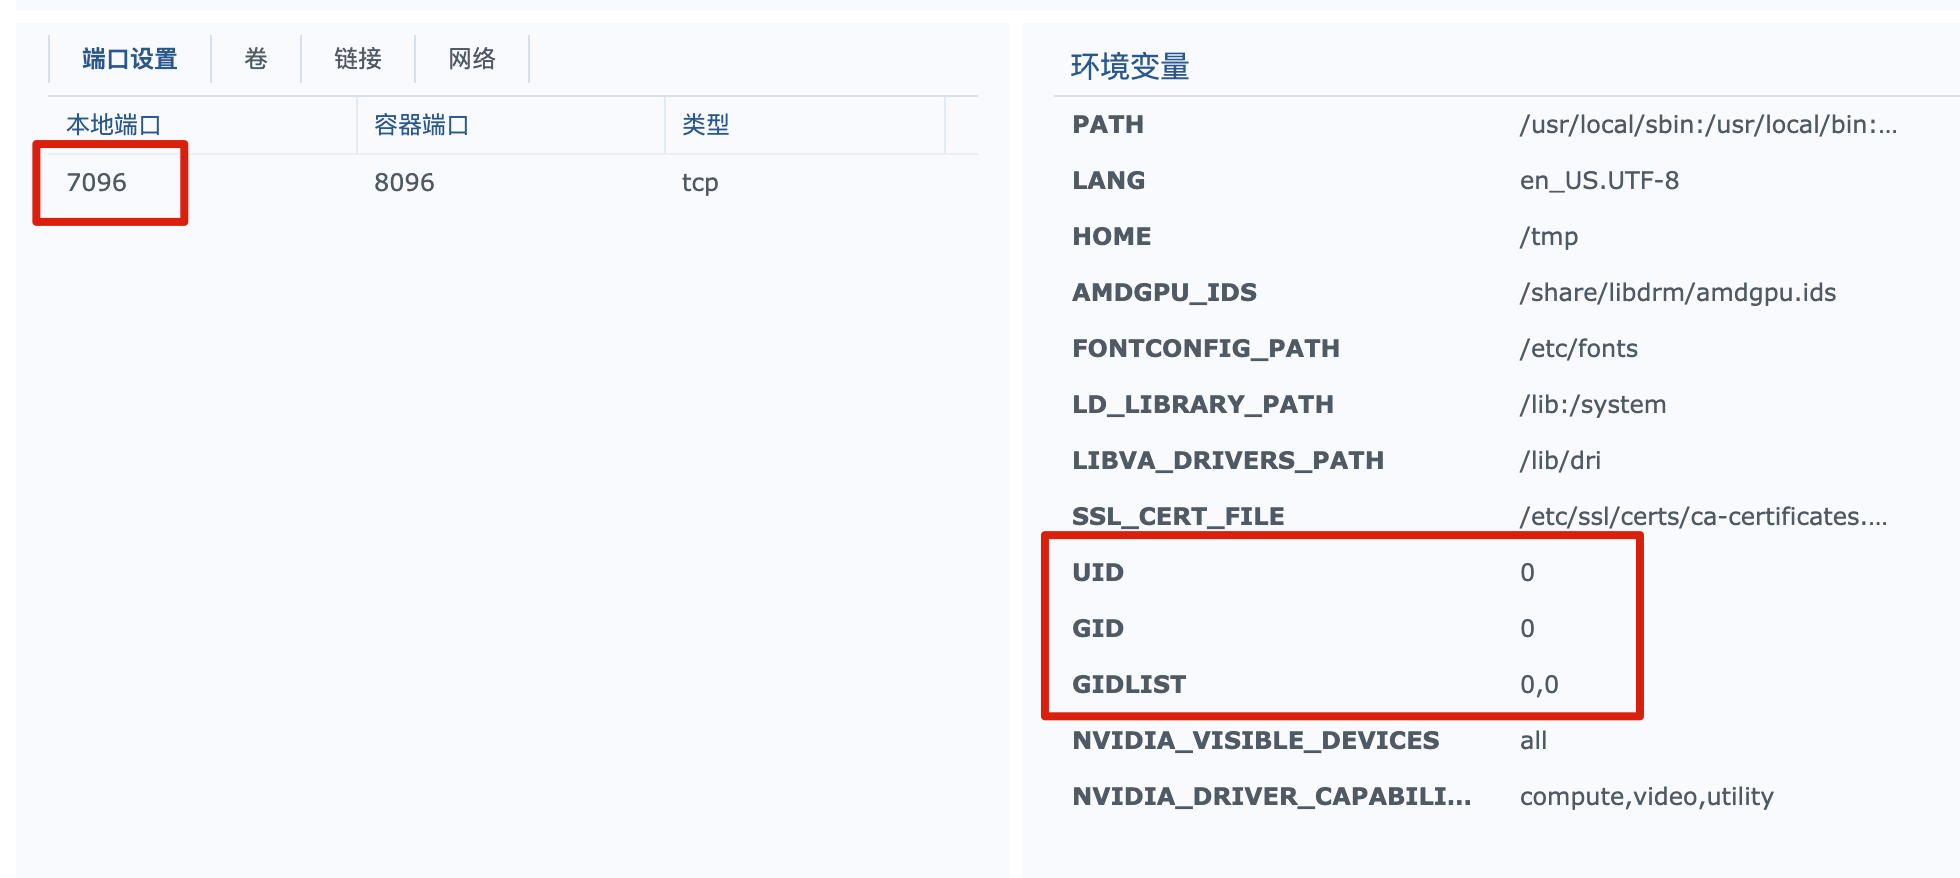 端口设置 卷 链接 网络
本地端口 容器端口 类型
7096 8096 tcp
环境变量
PATH /usr/local/sbin:/usr/local/bin:...
LANG en_US.UTF-8
HOME /tmp
AMDGPU_IDS /share/libdrm/amdgpu.ids
FONTCONFIG_PATH /etc/fonts
LD_LIBRARY_PATH /lib:/system
LIBVA_DRIVERS_PATH /lib/dri
SSL_CERT_FILE /etc/ssl/certs/ca-certificates....
UID 0
GID 0
GIDLIST 0,0
NVIDIA_VISIBLE_DEVICES all
NVIDIA_DRIVER_CAPABILI... compute,video,utility